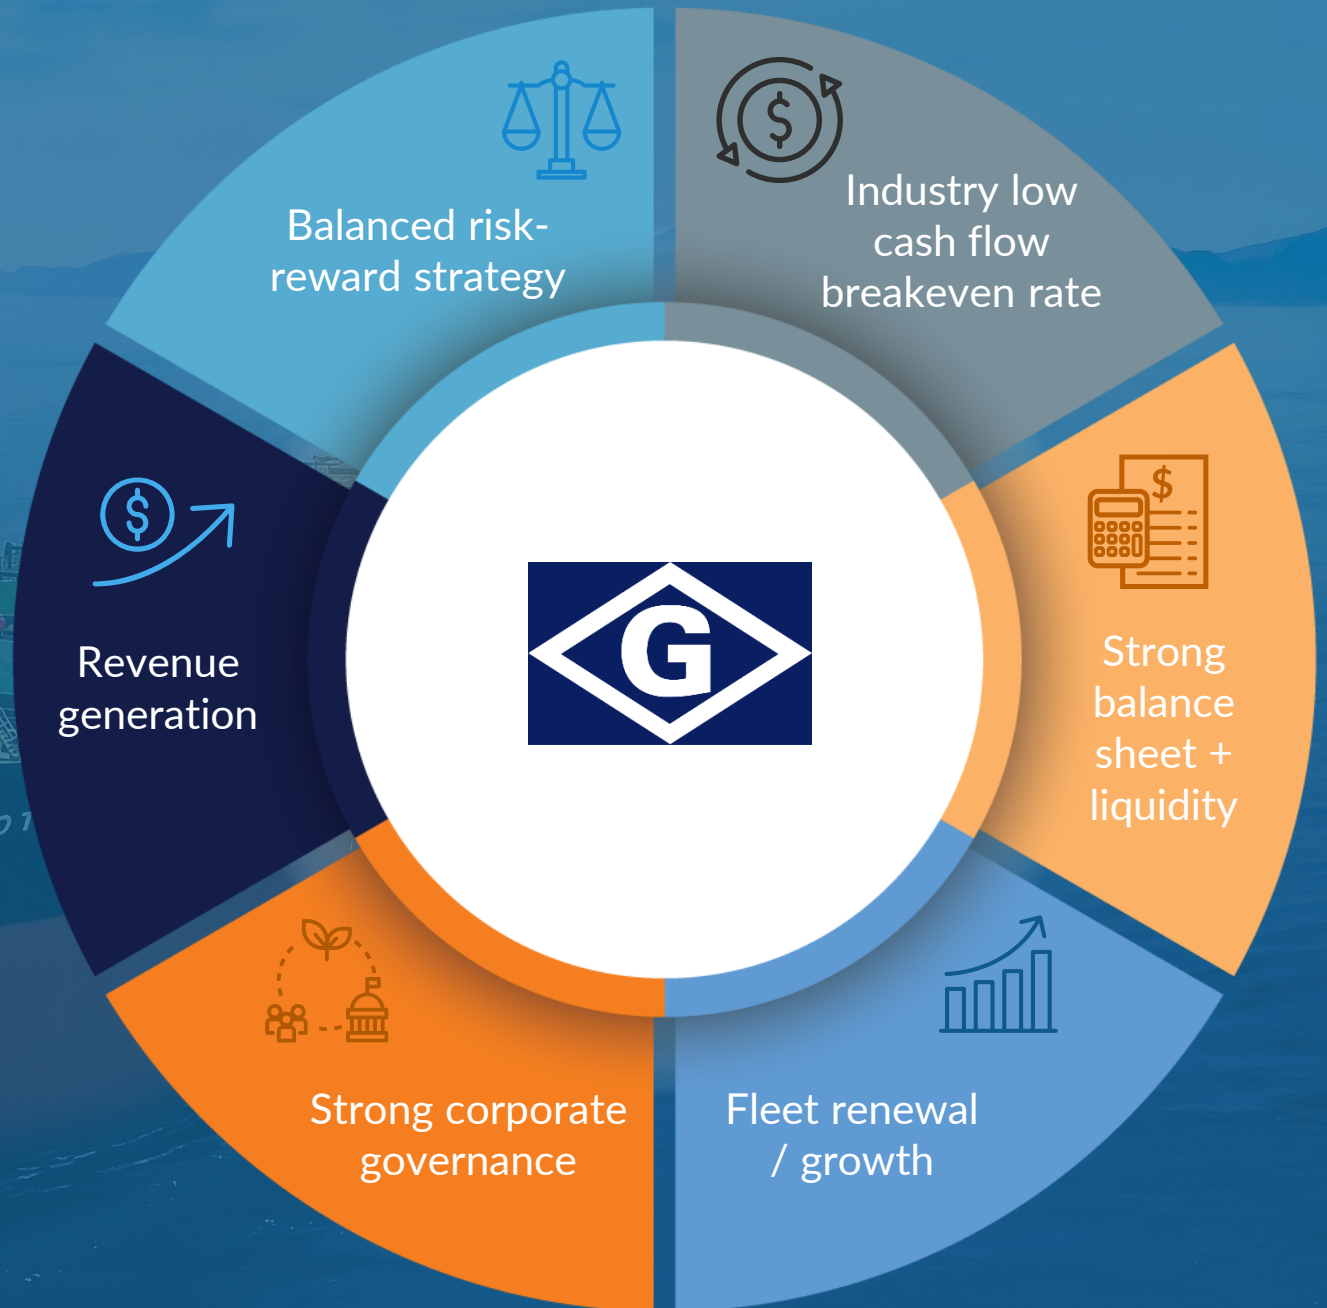 Balanced risk-
reward strategy
$
Industry low
cash flow
breakeven rate
$
Revenue
generation
G
$
Strong
balance
sheet +
liquidity
Strong corporate
governance
Fleet renewal
/ growth